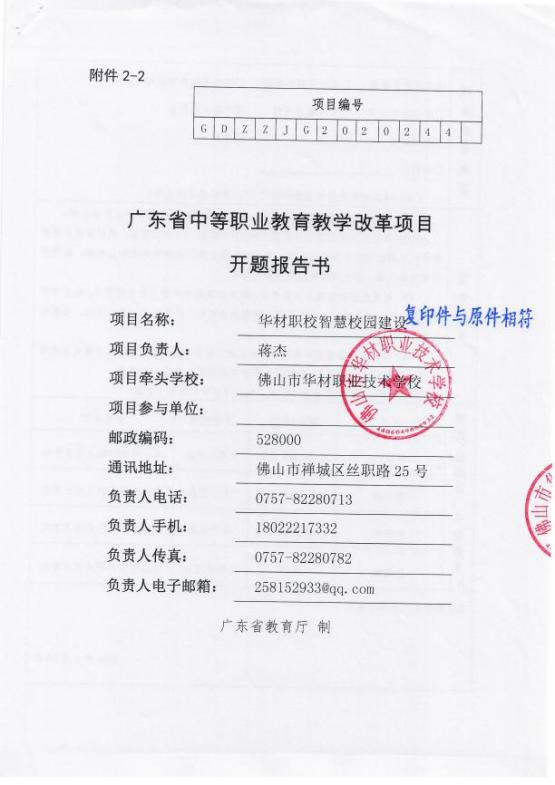 附件 2-2
项目编号
G D Z Z J G 2 0 2 0 2 4 4
广东省中等职业教育教学改革项目
开题报告书
复印件与原件相符
项目名称： 华材职校智慧校园建设
项目负责人： 蒋杰
项目牵头学校： 佛山市华材职业技术学校
项目参与单位：
邮政编码： 528000
通讯地址： 佛山市禅城区丝职路 25 号
负责人电话： 0757-82280713
负责人手机： 18022217332
负责人传真： 0757-82280782
负责人电子邮箱： 258152933@qq.com
广东省教育厅 制
佛山市华材职业技术学校
佛山市